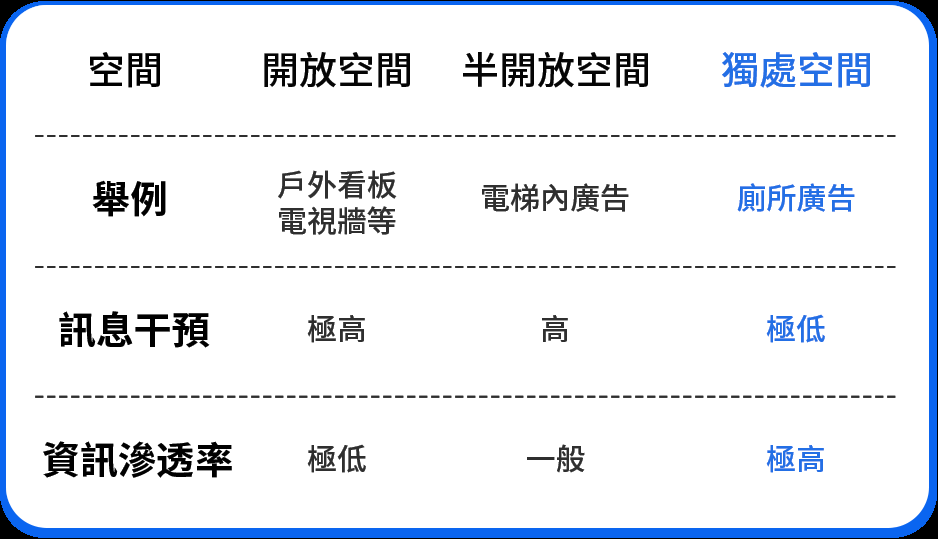 空間 開放空間 半開放空間 獨處空間
舉例 戶外看板 電視牆等 電梯內廣告 廁所廣告
訊息干預 極高 高 極低
資訊滲透率 極低 一般 極高